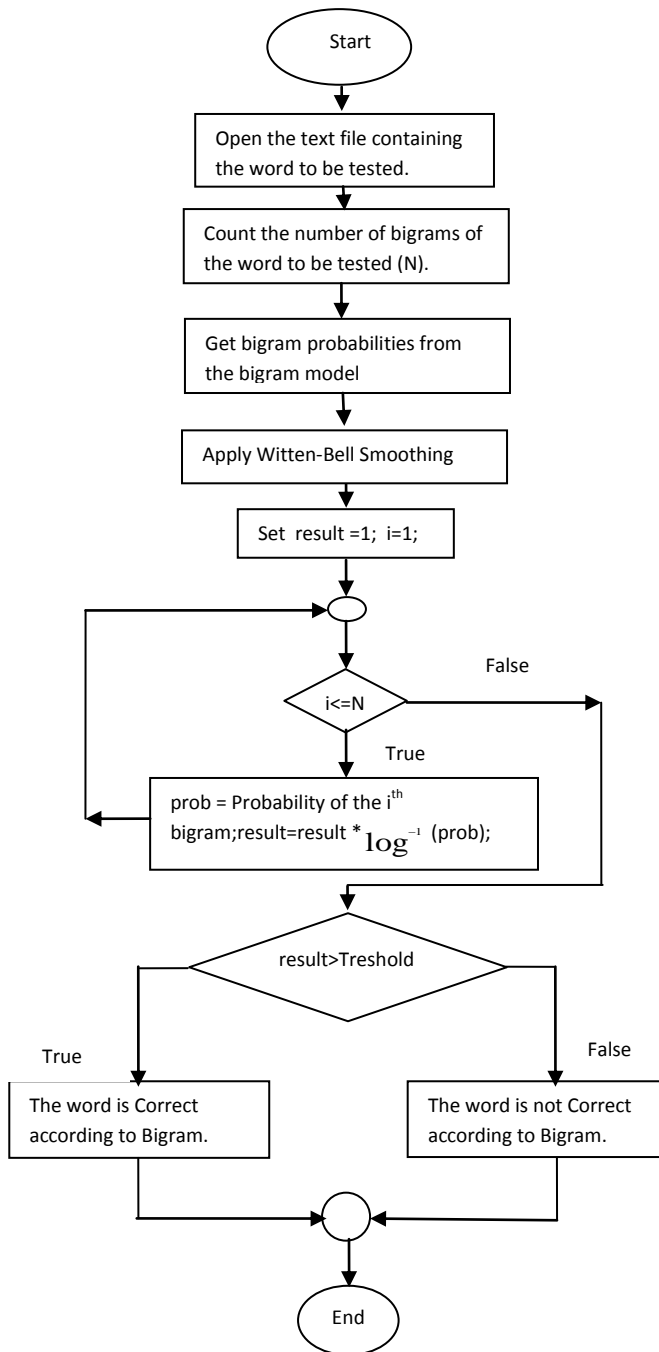 Start
Open the text file containing
the word to be tested.
Count the number of bigrams of
the word to be tested (N).
Get bigram probabilities from
the bigram model
Apply Witten-Bell Smoothing
Set result =1; i=1;
False
i<=N
True
prob = Probability of the iᵗʰ
bigram;result=result * log⁻¹ (prob);
result>Treshold
True
False
The word is Correct
according to Bigram.
The word is not Correct
according to Bigram.
End